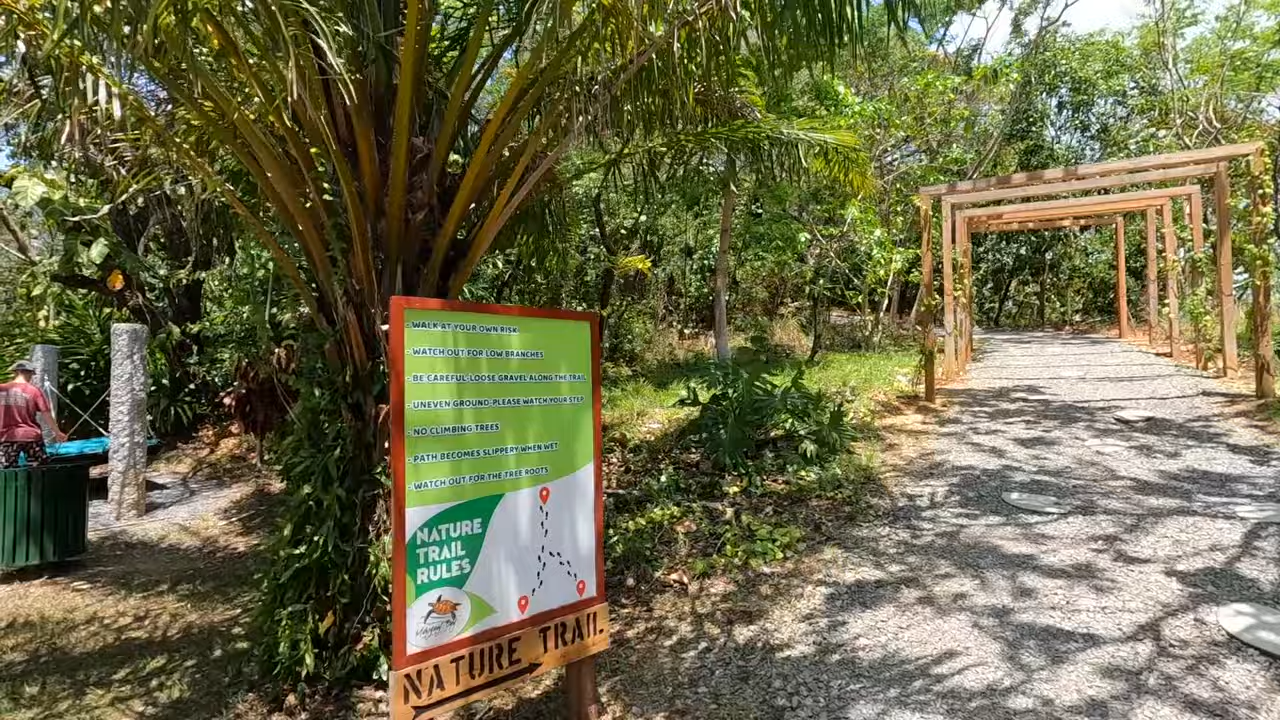 - WALK AT YOUR OWN RISK
- WATCH OUT FOR LOW BRANCHES
- BE CAREFUL-LOOSE GRAVEL ALONG THE TRAIL
- UNEVEN GROUND-PLEASE WATCH YOUR STEP
- NO CLIMBING TREES
- PATH BECOMES SLIPPERY WHEN WET
- WATCH OUT FOR THE TREE ROOTS
NATURE
TRAIL
RULES
NATURE TRAIL